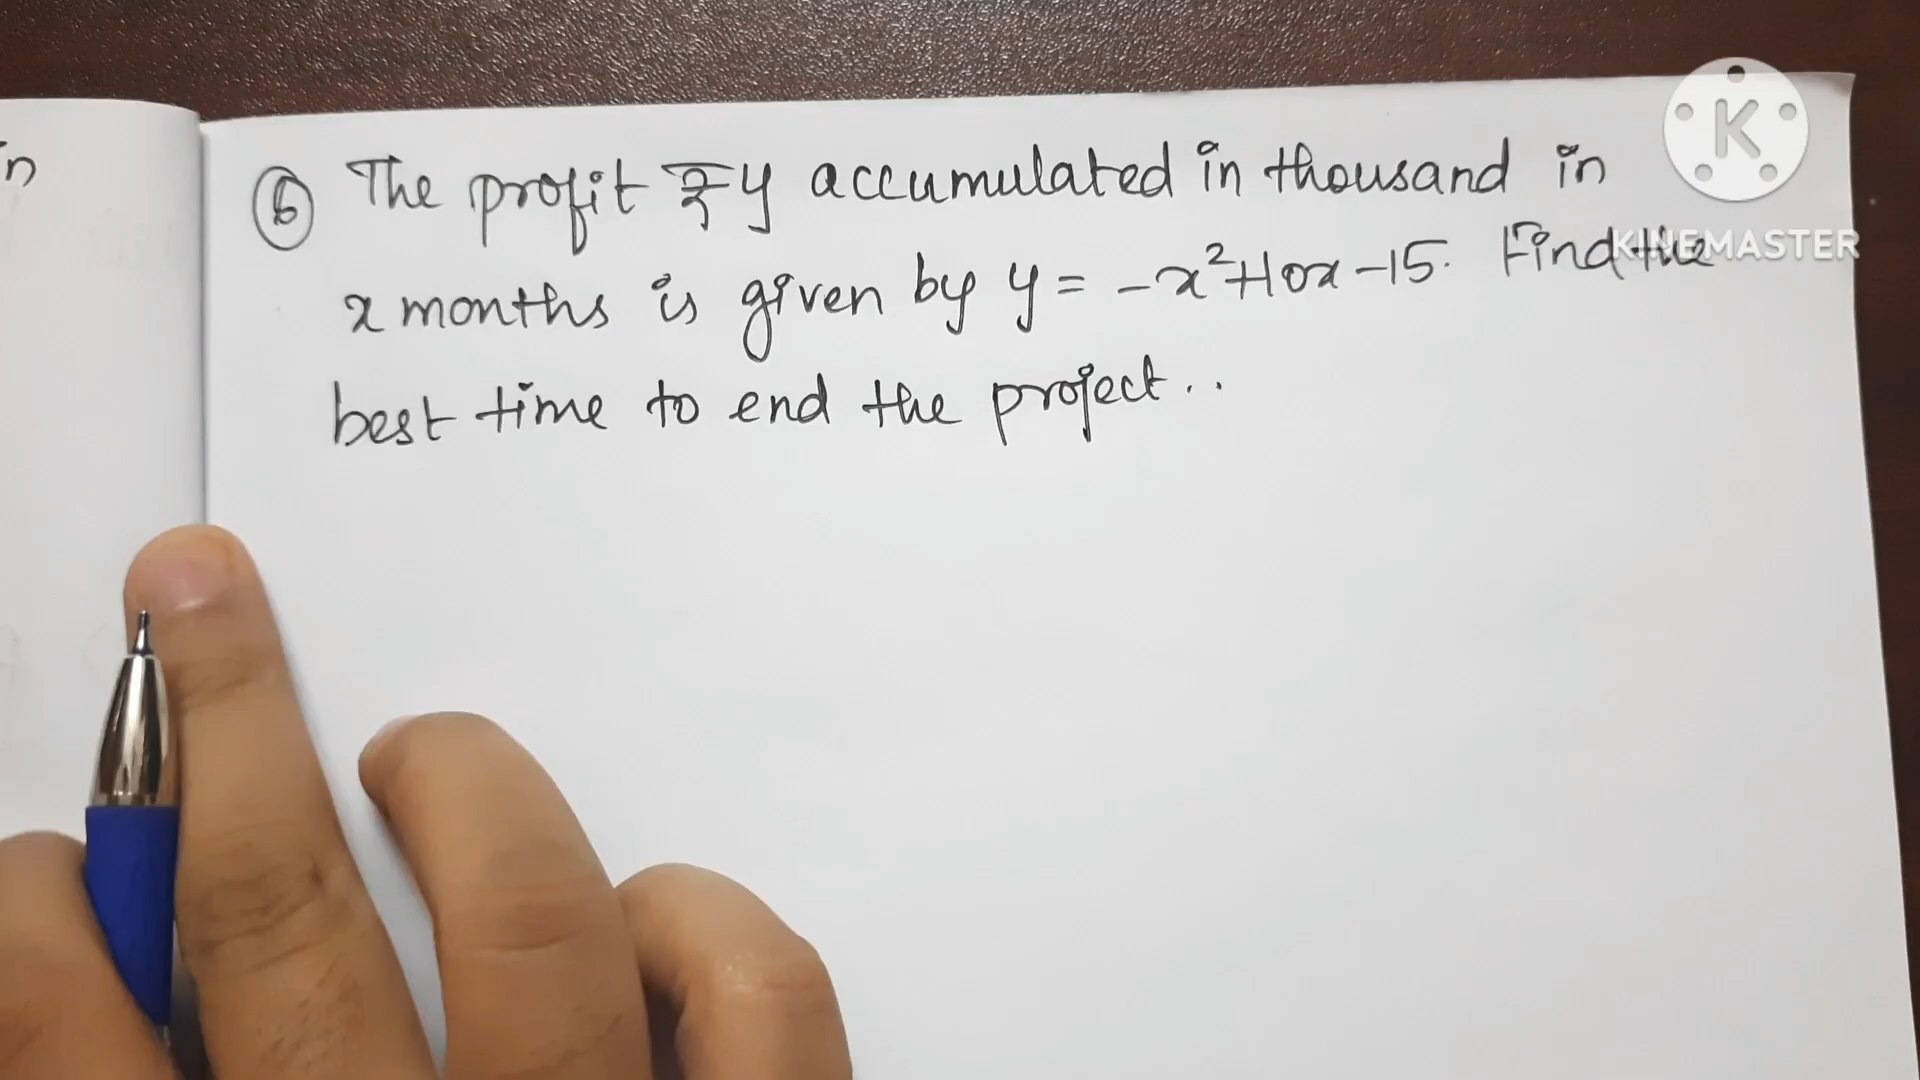 n
6 The profit ₹y accumulated in thousand in
x months is given by y = -x²+10x-15. Find the
best time to end the project..
K
KINEMASTER